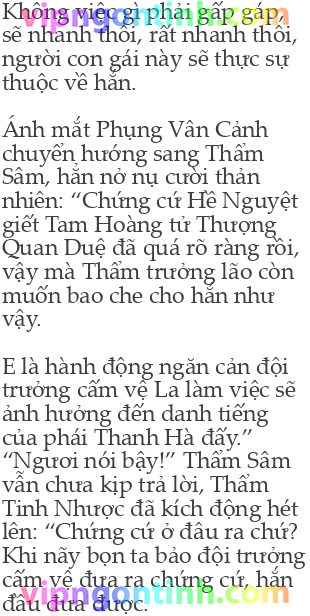 Không việc gì phải gấp gáp,
sẽ nhanh thôi, rất nhanh thôi,
người con gái này sẽ thực sự
thuộc về hắn.
Ánh mắt Phụng Vân Cảnh
chuyển hướng sang Thẩm
Sâm, hắn nở nụ cười thản
nhiên: “Chứng cứ Hề Nguyệt
giết Tam Hoàng tử Thượng
Quan Duệ đã quá rõ ràng rồi,
vậy mà Thẩm trưởng lão còn
muốn bao che cho hắn như
vậy.
E là hành động ngăn cản đội
trưởng cấm vệ La làm việc sẽ
ảnh hưởng đến danh tiếng
của phái Thanh Hà đấy.”
“Ngươi nói bậy!” Thẩm Sâm
vẫn chưa kịp trả lời, Thẩm
Tinh Nhược đã kích động hét
lên: “Chứng cứ ở đâu ra chứ?
Khi nãy bọn ta bảo đội trưởng
cấm vệ đưa ra chứng cứ, hắn
đâu đưa được.
vipngontinh.com
vipngontinh.com